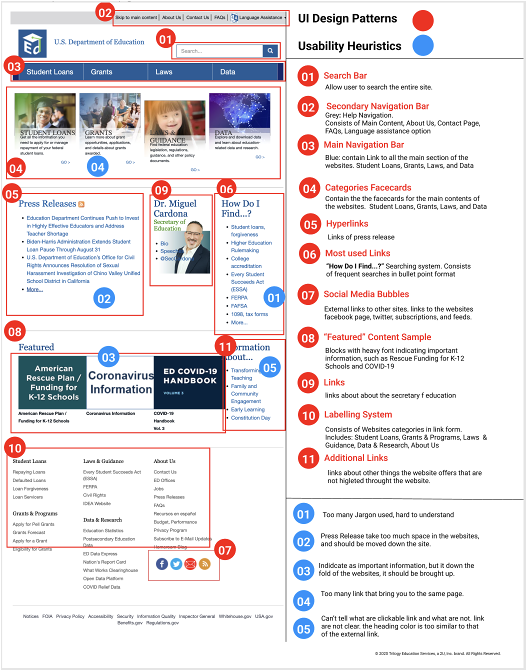 02
Skip to main content | About Us | Contact Us | FAQs | Language Assistance
UI Design Patterns
Usability Heuristics
ED
U.S. Department of Education
01
Search...
03
Student Loans
Grants
Laws
Data
STUDENT LOANS
Get all the information you
need to apply for or manage
repayment of your federal
student loans.
GO >
GRANTS
Learn more about grant
opportunities, applications,
and details about grants
awarded.
GO >
GUIDANCE
Find federal education
legislation, regulations,
guidance, and other policy
documents.
GO >
DATA
Explore and download data
and learn about education-
related data and research.
GO >
04
04
05
Press Releases
Education Department Continues Push to Invest
in Highly Effective Educators and Address
Teacher Shortage
Biden-Harris Administration Extends Student
Loan Pause Through August 31
U.S. Department of Education's Office for Civil
Rights Announces Resolution of Sexual
Harassment Investigation of Chino Valley Unified
School District in California
More...
02
09
Dr. Miguel
Cardona
Secretary of
Education
Bio
06
How Do I
Find...?
Student loans,
forgiveness
Higher Education
Rulemaking
College
accreditation
Every Student
Succeeds Act
(ESSA)
FERPA
FAFSA
1098, tax forms
More...
01
08
Featured
03
American
Rescue Plan /
Funding for
K-12 Schools
Coronavirus
Information
ED COVID-19
HANDBOOK
VOLUME 3
American Rescue Plan /
Funding for K-12 Schools
Coronavirus Information
COVID-19
Handbook
Vol. 3
11
About...
05
Teaching
Family and
Community
Engagement
Early Learning
Constitution Day
10
Student Loans
Repaying Loans
Defaulted Loans
Loan Forgiveness
Loan Servicers
Grants & Programs
Apply for Pell Grants
Grants Forecast
Apply for a Grant
Eligibility for Grants
Laws & Guidance
Every Student Succeeds Act
(ESSA)
FERPA
Civil Rights
IDEA Website
Data & Research
Education Statistics
Postsecondary Education
Data
ED Data Express
Nation's Report Card
What Works Clearinghouse
Open Data Platform
COVID Relief Data
About Us
Contact Us
ED Offices
Jobs
Press Releases
FAQs
Recursos en español
Budget, Performance
Privacy Program
Subscribe to E-Mail Updates
Homeroom Blog
07
Notices FOIA Privacy Policy Accessibility Security Information Quality Inspector General Whitehouse.gov USA.gov
Benefits.gov Regulations.gov
01
Search Bar
Allow user to search the entire site.
02
Secondary Navigation Bar
Grey: Help Navigation.
Consists of Main Content, About Us, Contact Page,
FAQs, Language assistance option
03
Main Navigation Bar
Blue: contain Link to all the main section of the
websites. Student Loans, Grants, Laws, and Data
04
Categories Facecards
Contain the the facecards for the main contents of
the websites. Student Loans, Grants, Laws, and Data
05
Hyperlinks
Links of press release
06
Most used Links
"How Do I Find...?" Searching system. Consists
of frequent searches in bullet point format
07
Social Media Bubbles
External links to other sites. links to the websites
facebook page, twitter, subscriptions, and feeds.
08
"Featured" Content Sample
Blocks with heavy font indicating important
information, such as Rescue Funding for K-12
Schools and COVID-19
09
Links
links about about the secretary f education
10
Labelling System
Consists of Websites categories in link form.
Includes: Student Loans, Grants & Programs, Laws &
Guidance, Data & Research, About Us
11
Additional Links
links about other things the website offers that are
not higleted throught the website.
01
Too many Jargon used, hard to understand
02
Press Release take too much space in the websites,
and should be moved down the site.
03
Inidicate as important information, but it down the
fold of the websites, it should be brought up.
04
Too many link that bring you to the same page.
05
Can't tell what are clickable link and what are not. link
are not clear. the heading color is too similar to that
of the external link.
© 2020 Trilogy Education Services, a 2U, Inc. brand. All Rights Reserved.